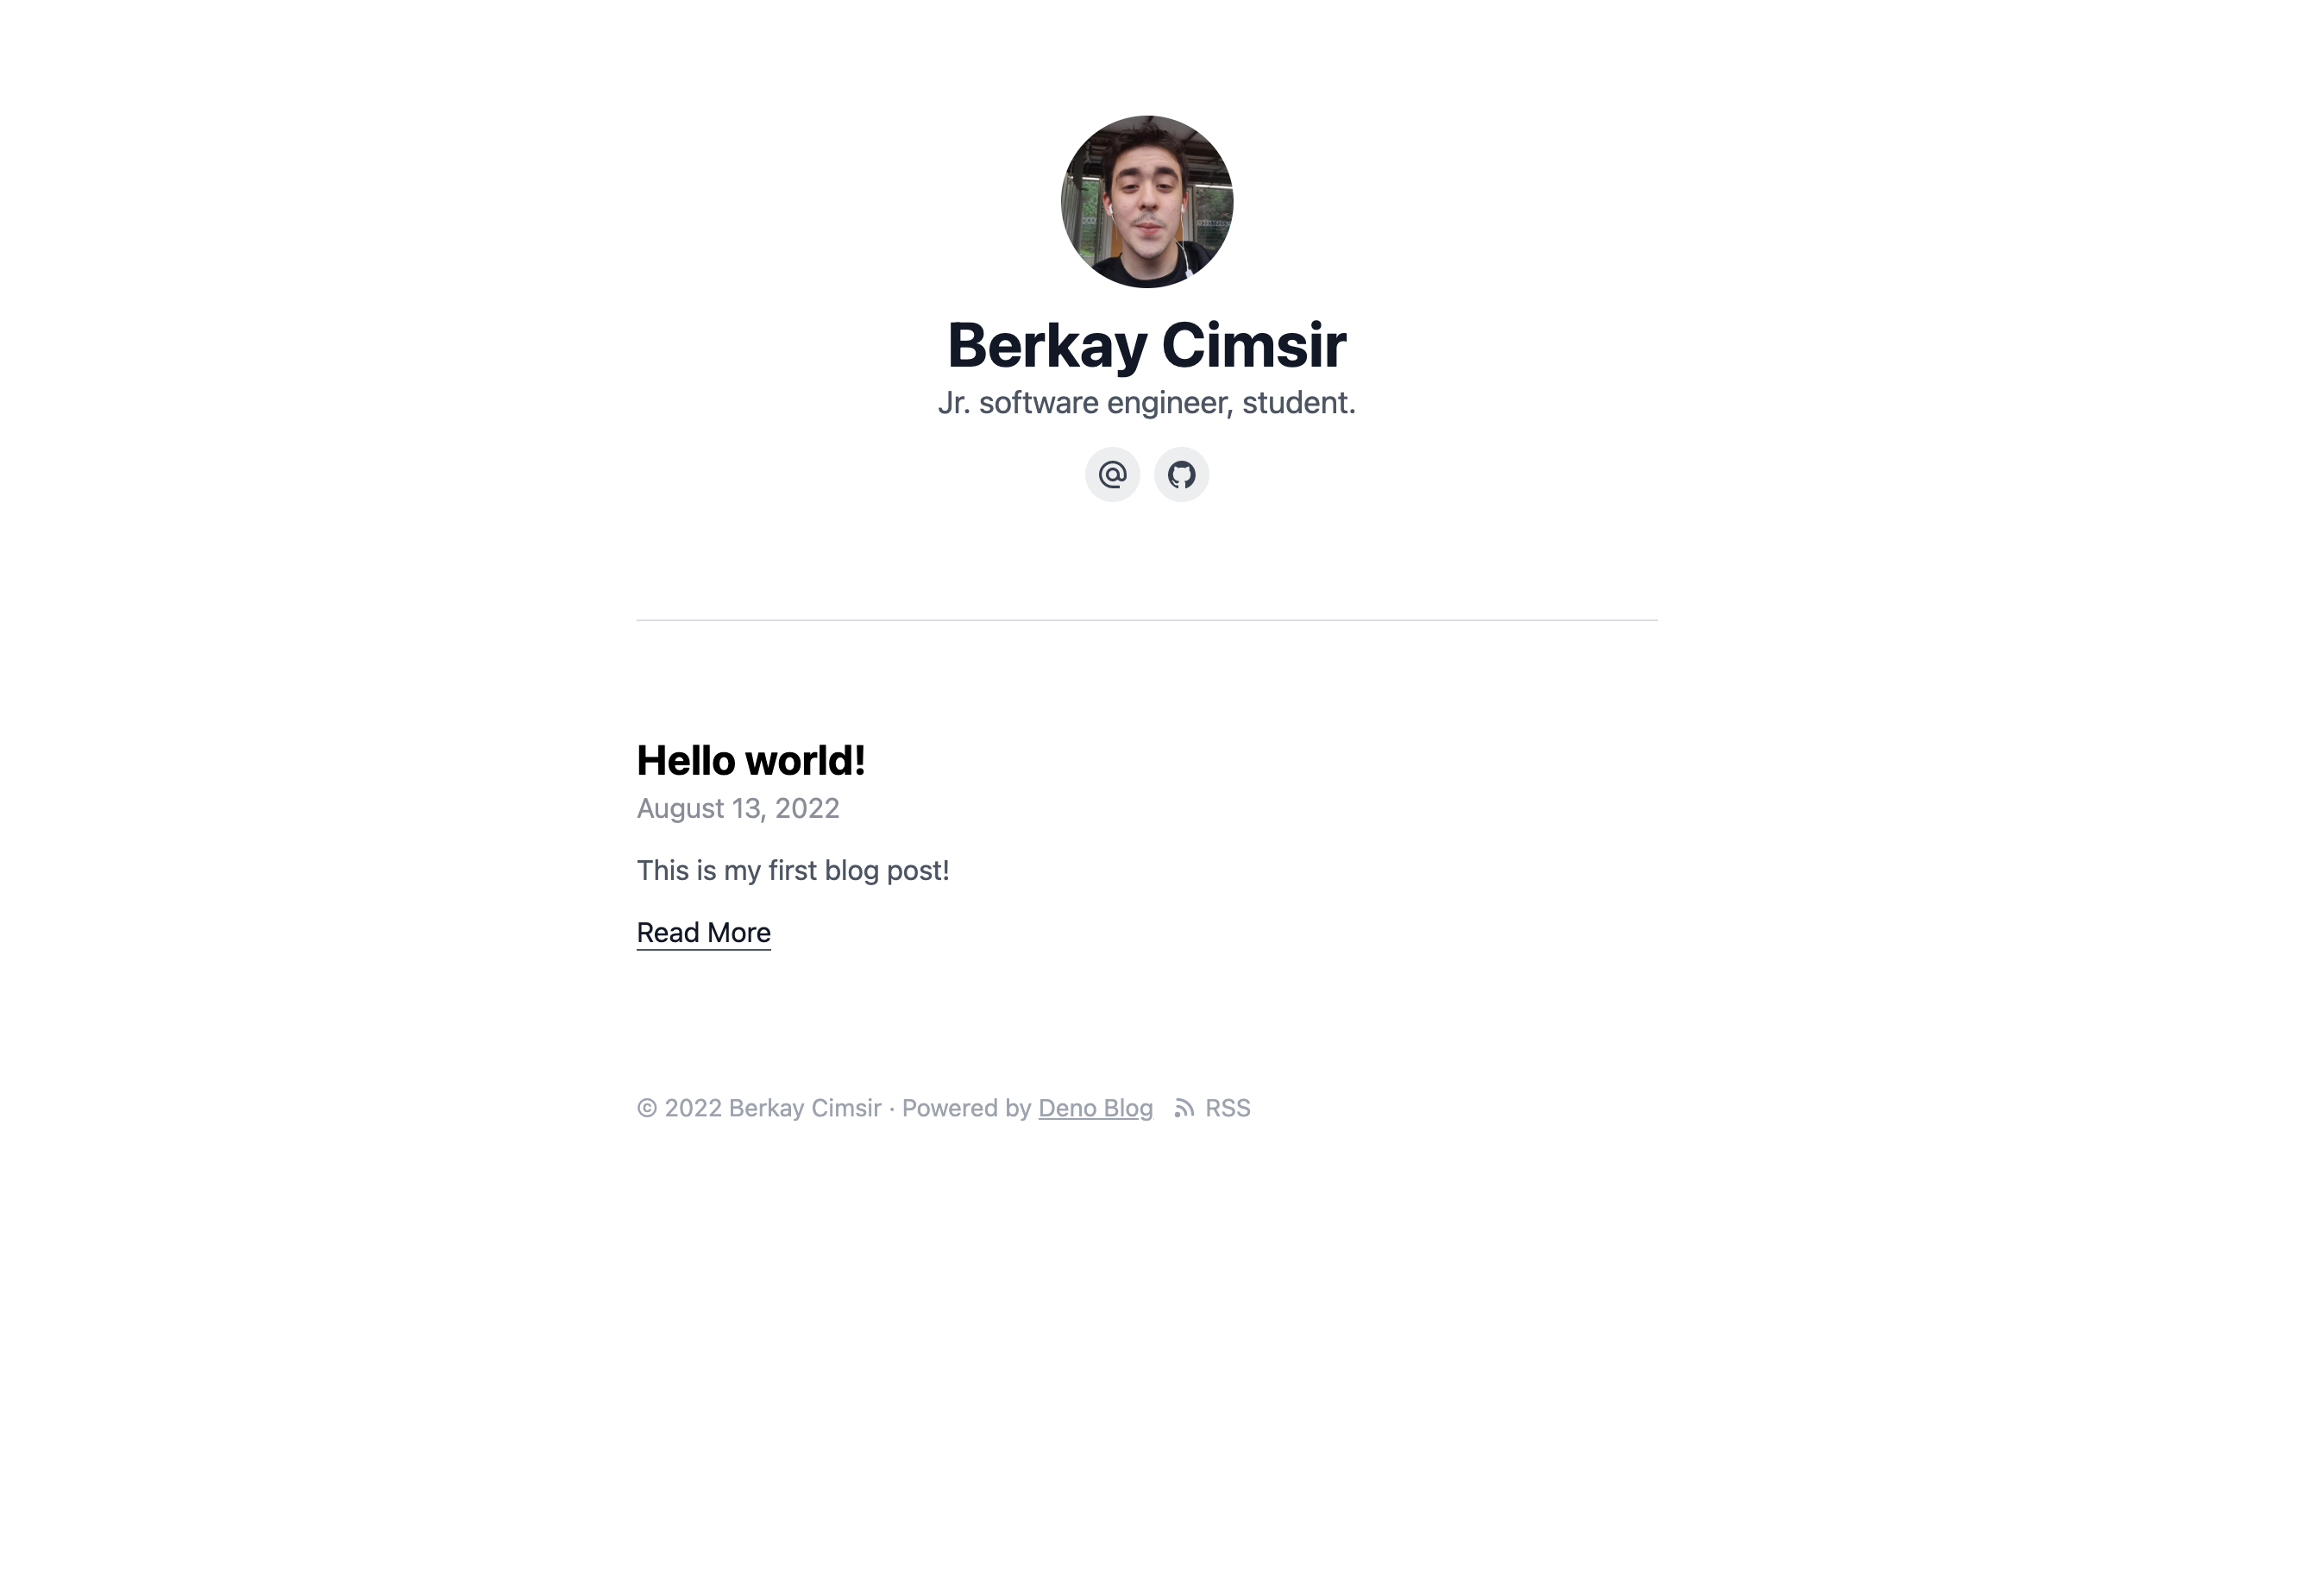 Berkay Cimsir
Jr. software engineer, student.
Hello world!
August 13, 2022
This is my first blog post!
Read More
© 2022 Berkay Cimsir · Powered by Deno Blog RSS